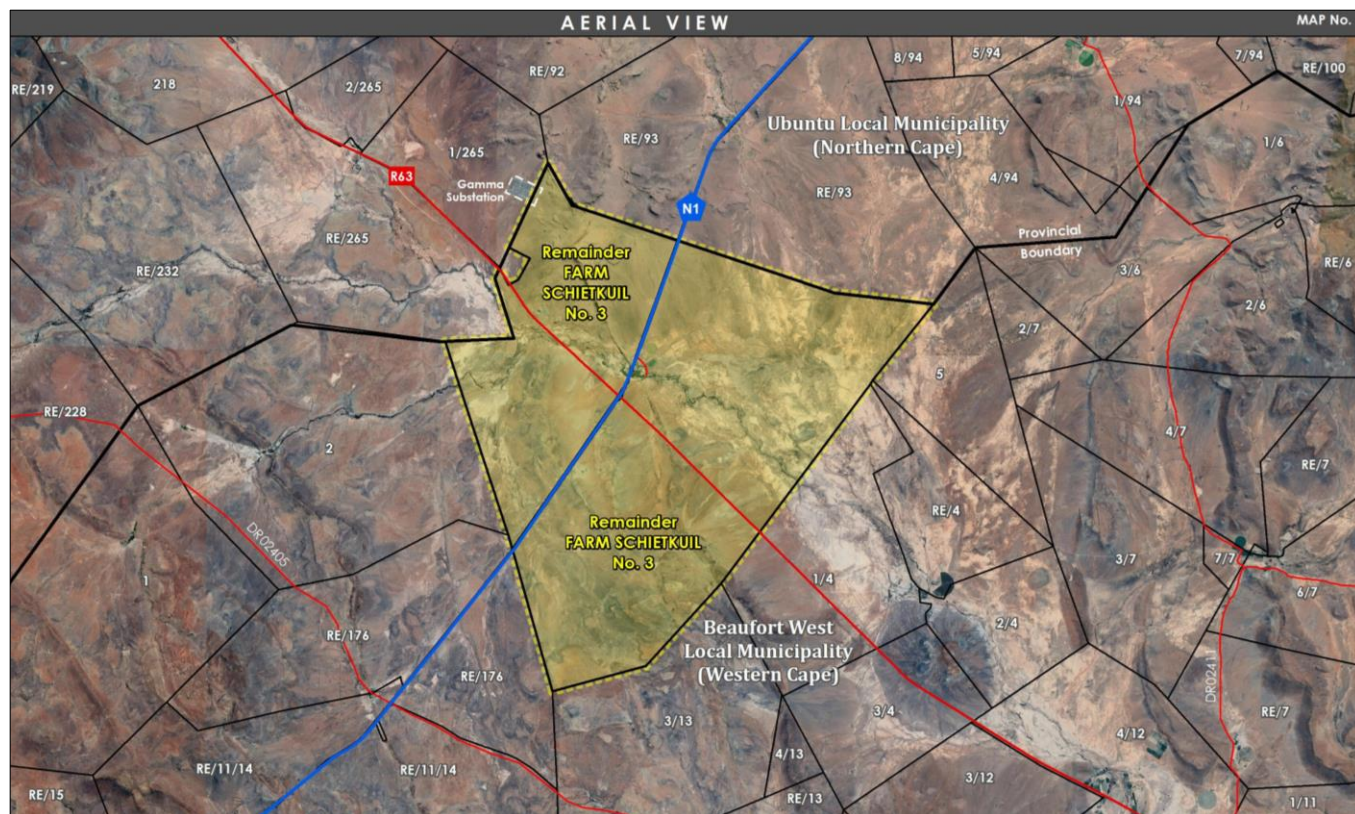 AERIAL VIEW
MAP No.
RE/219
218
2/265
RE/92
8/94
5/94
7/94
RE/100
1/94
RE/93
Ubuntu Local Municipality
(Northern Cape)
1/6
1/265
R63
Gamma
Substation
4/94
RE/93
N1
RE/265
Provincial
Boundary
RE/232
Remainder
FARM
SCHIETKUIL
No. 3
3/6
RE/6
2/6
2/7
5
RE/228
2
4/7
RE/7
RE/4
DR02405
Remainder
FARM SCHIETKUIL
No. 3
1
1/4
3/7
7/7
6/7
2/4
RE/176
Beaufort West
Local Municipality
(Western Cape)
RE/176
DR02411
3/13
3/4
RE/7
4/12
4/13
RE/11/14
RE/11/14
3/12
RE/15
RE/13
1/11